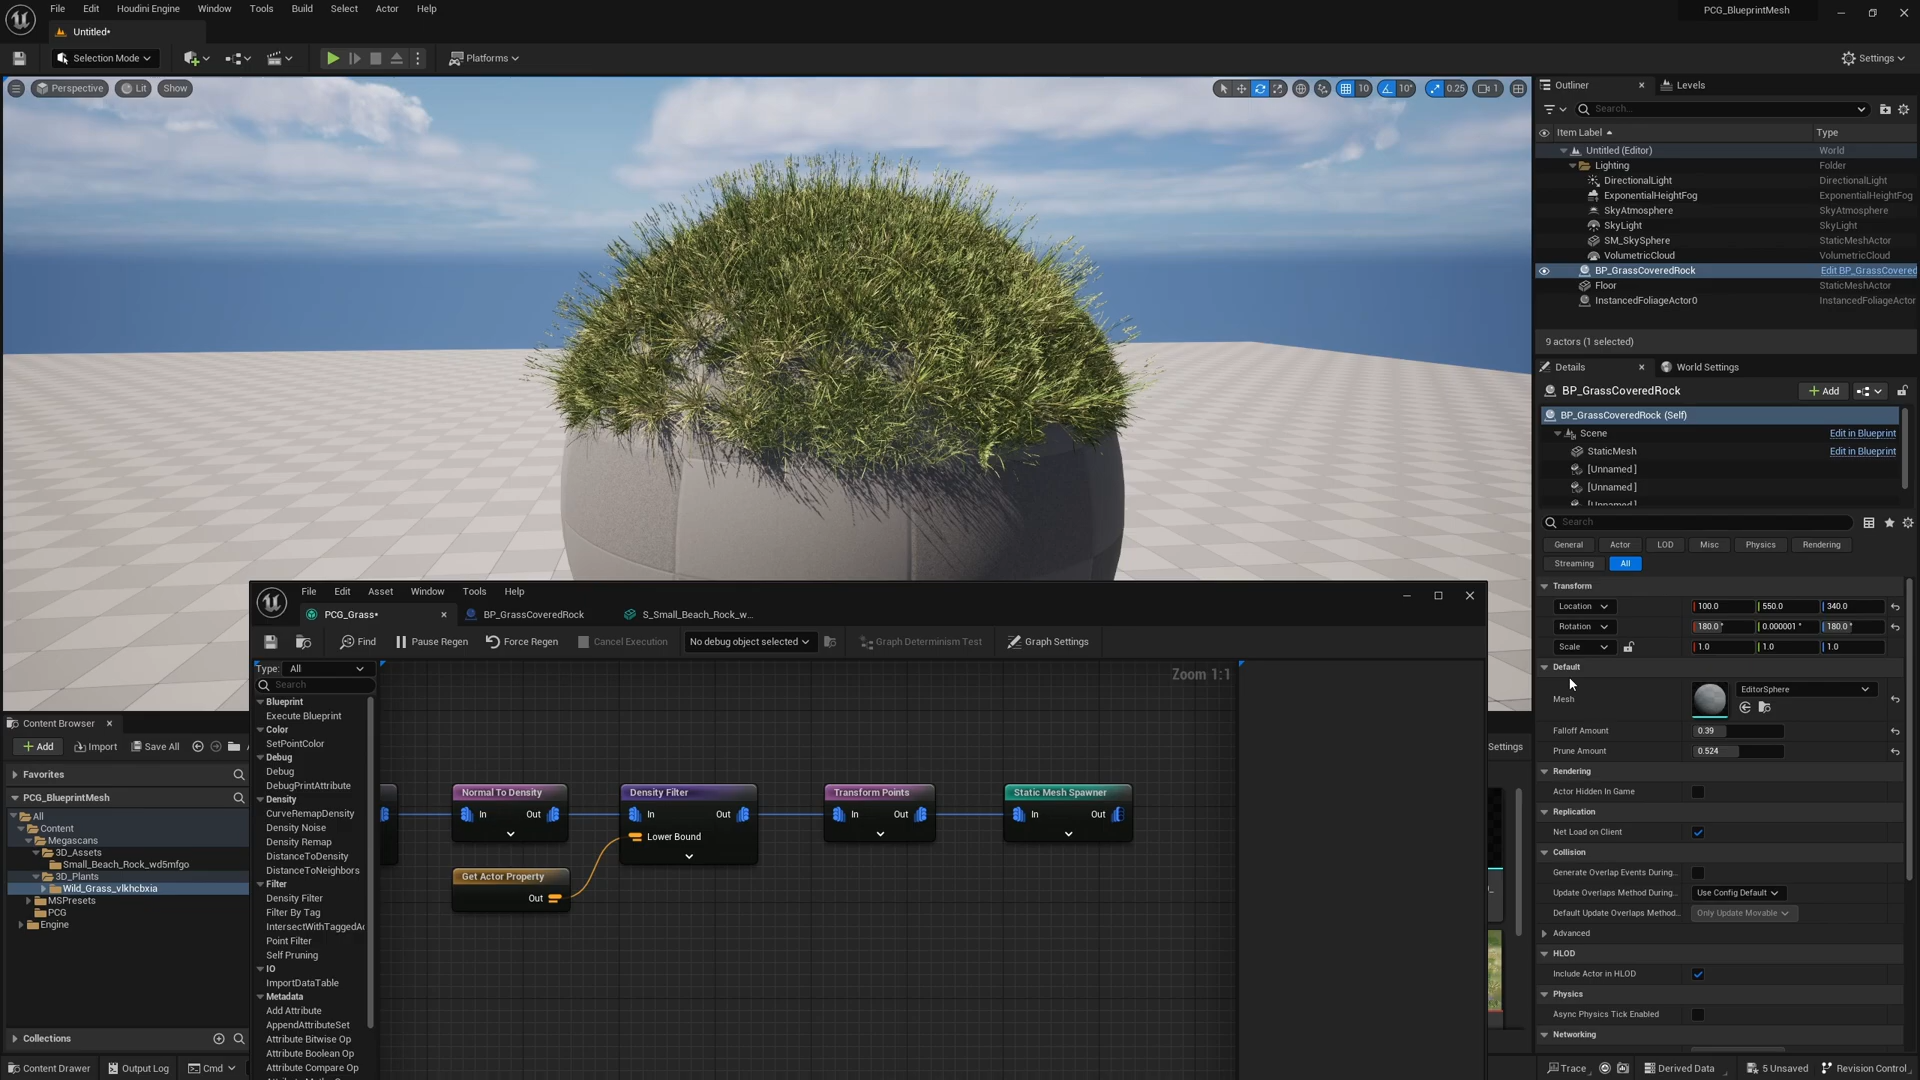 File Edit Houdini Engine Window Tools Build Select Actor Help
PCG_BlueprintMesh
Untitled*
Selection Mode
Platforms
Settings
Perspective Lit Show
10 10° 0.25 1
Outliner Levels
Search...
Item Label Type
Untitled (Editor) World
Lighting Folder
DirectionalLight DirectionalLight
ExponentialHeightFog ExponentialHeightFog
SkyAtmosphere SkyAtmosphere
SkyLight SkyLight
SM_SkySphere StaticMeshActor
VolumetricCloud VolumetricCloud
BP_GrassCoveredRock Edit BP_GrassCovered
Floor StaticMeshActor
InstancedFoliageActor0 InstancedFoliageActor
9 actors (1 selected)
Details World Settings
BP_GrassCoveredRock
Add
BP_GrassCoveredRock (Self)
Scene Edit in Blueprint
StaticMesh Edit in Blueprint
[Unnamed ]
[Unnamed ]
Search
General Actor LOD Misc Physics Rendering
Streaming All
Transform
Location 100.0 550.0 340.0
Rotation 180.0 ° 0.000001 ° 180.0 °
Scale 1.0 1.0 1.0
Default
Mesh EditorSphere
Falloff Amount 0.39
Prune Amount 0.524
Rendering
Actor Hidden In Game
Replication
Net Load on Client
Collision
Generate Overlap Events During...
Update Overlaps Method During... Use Config Default
Default Update Overlaps Method... Only Update Movable
Advanced
HLOD
Include Actor in HLOD
Physics
Async Physics Tick Enabled
Networking
File Edit Asset Window Tools Help
PCG_Grass* BP_GrassCoveredRock S_Small_Beach_Rock_w...
Find Pause Regen Force Regen Cancel Execution No debug object selected Graph Determinism Test Graph Settings
Type: All
Search
Blueprint
Execute Blueprint
Color
SetPointColor
Debug
Debug
DebugPrintAttribute
Density
CurveRemapDensity
Density Noise
Density Remap
DistanceToDensity
DistanceToNeighbors
Filter
Density Filter
Filter By Tag
IntersectWithTaggedAc
Point Filter
Self Pruning
IO
ImportDataTable
Metadata
Add Attribute
AppendAttributeSet
Attribute Bitwise Op
Attribute Boolean Op
Attribute Compare Op
Zoom 1:1
Normal To Density
In Out
Density Filter
In Out
Lower Bound
Transform Points
In Out
Static Mesh Spawner
In Out
Get Actor Property
Out
Settings
Content Browser
Add Import Save All
Favorites
PCG_BlueprintMesh
All
Content
Megascans
3D_Assets
Small_Beach_Rock_wd5mfgo
3D_Plants
Wild_Grass_vlkhcbxia
MSPresets
PCG
Engine
Collections
Content Drawer Output Log Cmd
Trace Derived Data 5 Unsaved Revision Control